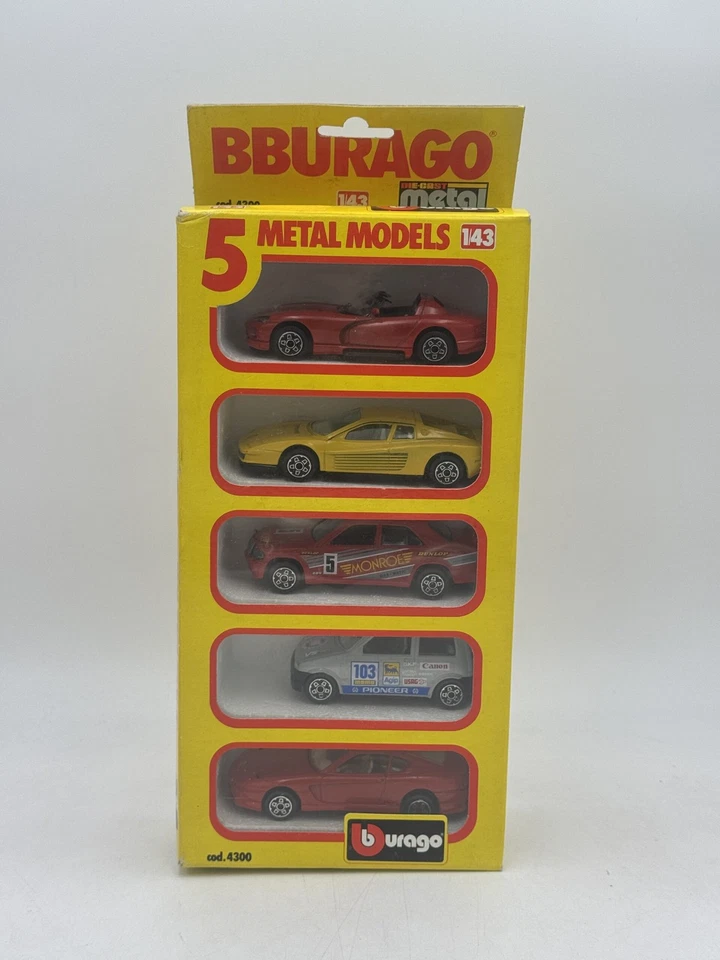 BBURAGO®
cod. 4300
1/43
DIE-CAST
metal
5
METAL MODELS 1/43
5 MONROE DUNLOP
103 Agip Canon
PIONEER
burago
cod. 4300